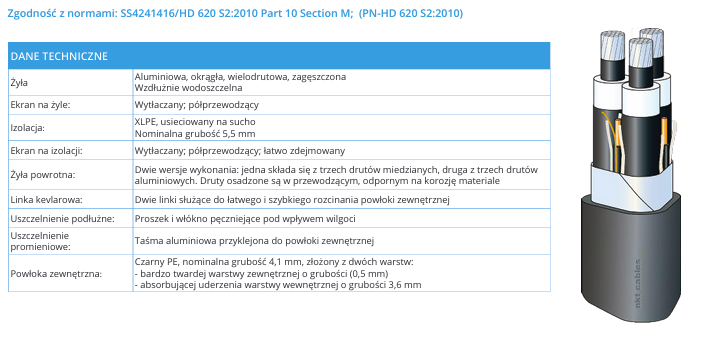 Zgodność z normami: SS4241416/HD 620 S2:2010 Part 10 Section M; (PN-HD 620 S2:2010)
DANE TECHNICZNE
Żyła
Aluminiowa, okrągła, wielodrutowa, zagęszczona
Wzdłużnie wodoszczelna
Ekran na żyle:
Wytłaczany; półprzewodzący
Izolacja:
XLPE, usieciowany na sucho
Nominalna grubość 5,5 mm
Ekran na izolacji:
Wytłaczany; półprzewodzący; łatwo zdejmowany
Żyła powrotna:
Dwie wersje wykonania: jedna składa się z trzech drutów miedzianych, druga z trzech drutów
aluminiowych. Druty osadzone są w przewodzącym, odpornym na korozję materiale
Linka kevlarowa:
Dwie linki służące do łatwego i szybkiego rozcinania powłoki zewnętrznej
Uszczelnienie podłużne:
Proszek i włókno pęczniejące pod wpływem wilgoci
Uszczelnienie
promieniowe:
Taśma aluminiowa przyklejona do powłoki zewnętrznej
Powłoka zewnętrzna:
Czarny PE, nominalna grubość 4,1 mm, złożony z dwóch warstw:
- bardzo twardej warstwy zewnętrznej o grubości (0,5 mm)
- absorbującej uderzenia warstwy wewnętrznej o grubości 3,6 mm
nkt cables